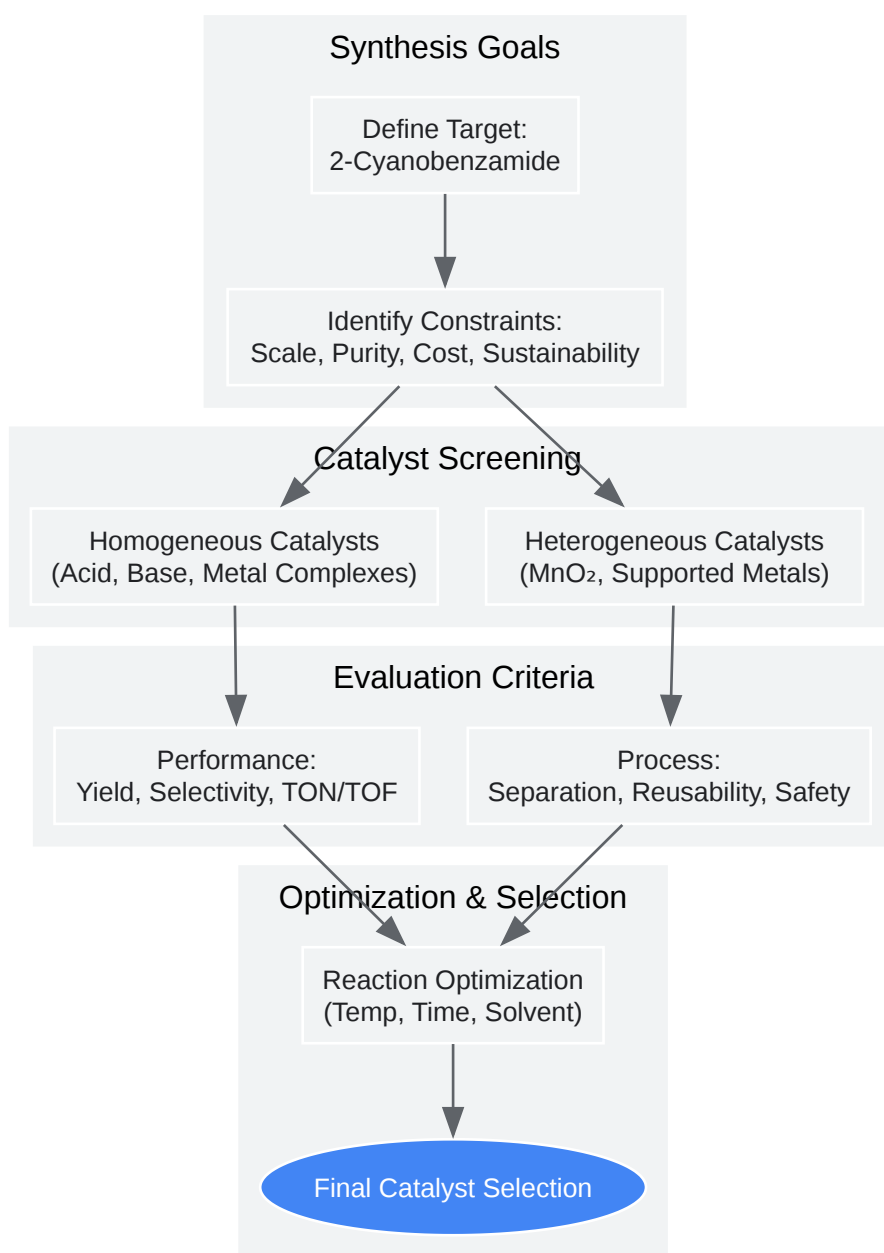 Synthesis Goals
Define Target:
2-Cyanobenzamide
Identify Constraints:
Scale, Purity, Cost, Sustainability
Catalyst Screening
Homogeneous Catalysts
(Acid, Base, Metal Complexes)
Heterogeneous Catalysts
(MnO₂, Supported Metals)
Evaluation Criteria
Performance:
Yield, Selectivity, TON/TOF
Process:
Separation, Reusability, Safety
Optimization & Selection
Reaction Optimization
(Temp, Time, Solvent)
Final Catalyst Selection